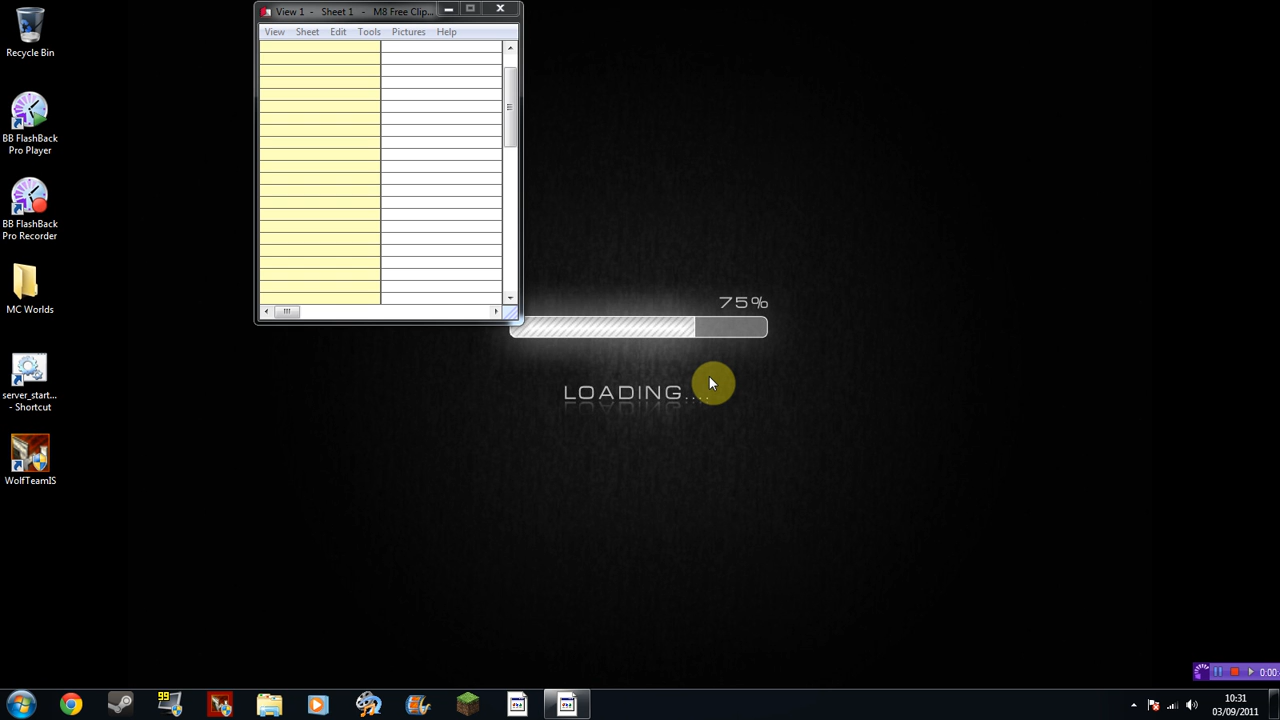 View 1 - Sheet 1 - M8 Free Clip...
View Sheet Edit Tools Pictures Help
Recycle Bin
BB FlashBack
Pro Player
BB FlashBack
Pro Recorder
MC Worlds
server_start...
- Shortcut
WolfTeamIS
75%
LOADING....
99
0:00:
10:31
03/09/2011